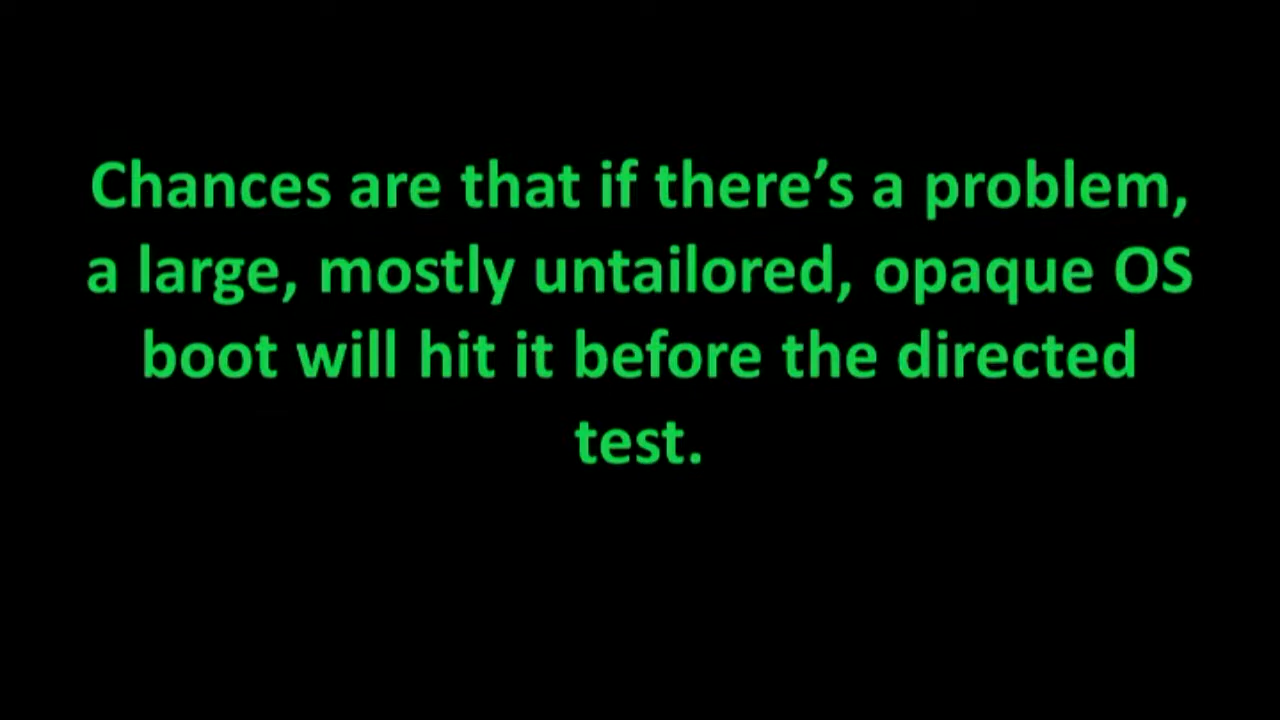 Chances are that if there’s a problem,
a large, mostly untailored, opaque OS
boot will hit it before the directed
test.